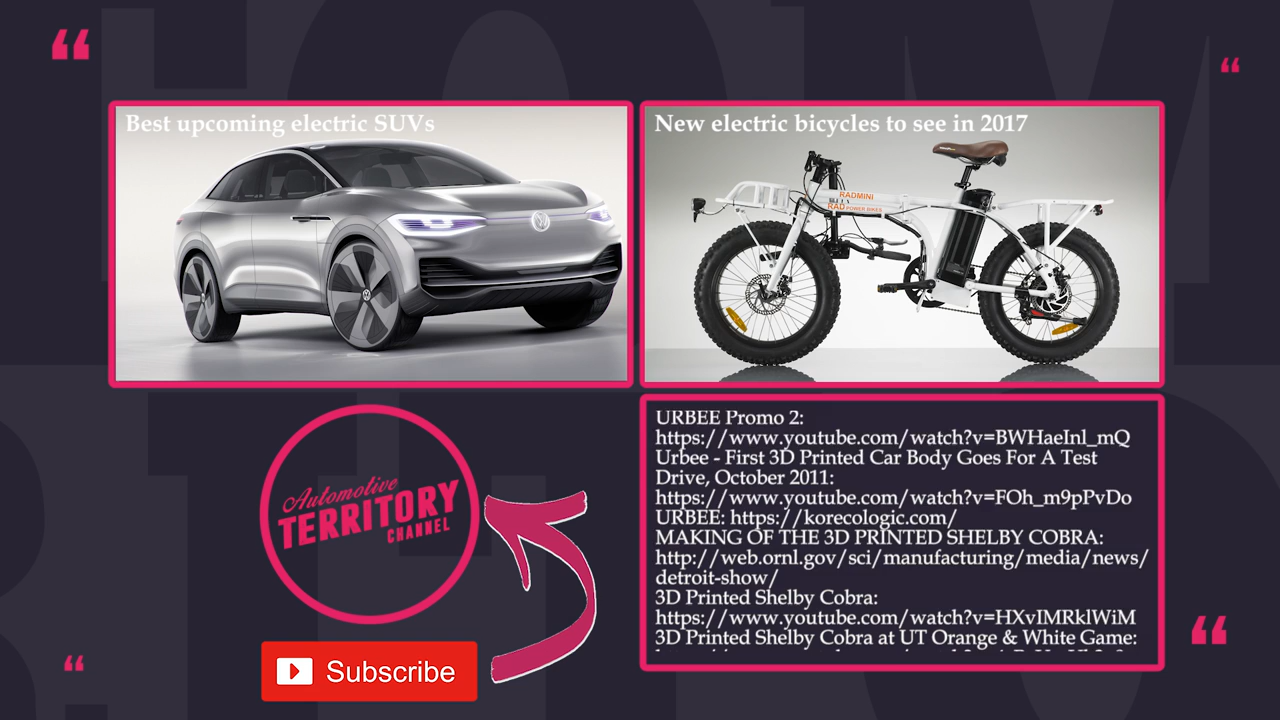 Best upcoming electric SUVs
New electric bicycles to see in 2017
RADMINI
RAD POWER BIKES
URBEE Promo 2:
https://www.youtube.com/watch?v=BWHaeInl_mQ
Urbee - First 3D Printed Car Body Goes For A Test
Drive, October 2011:
https://www.youtube.com/watch?v=FOh_m9pPvDo
URBEE: https://korecologic.com/
MAKING OF THE 3D PRINTED SHELBY COBRA:
http://web.ornl.gov/sci/manufacturing/media/news/
detroit-show/
3D Printed Shelby Cobra:
https://www.youtube.com/watch?v=HXvIMRklWiM
3D Printed Shelby Cobra at UT Orange & White Game:
Automotive
TERRITORY
CHANNEL
Subscribe